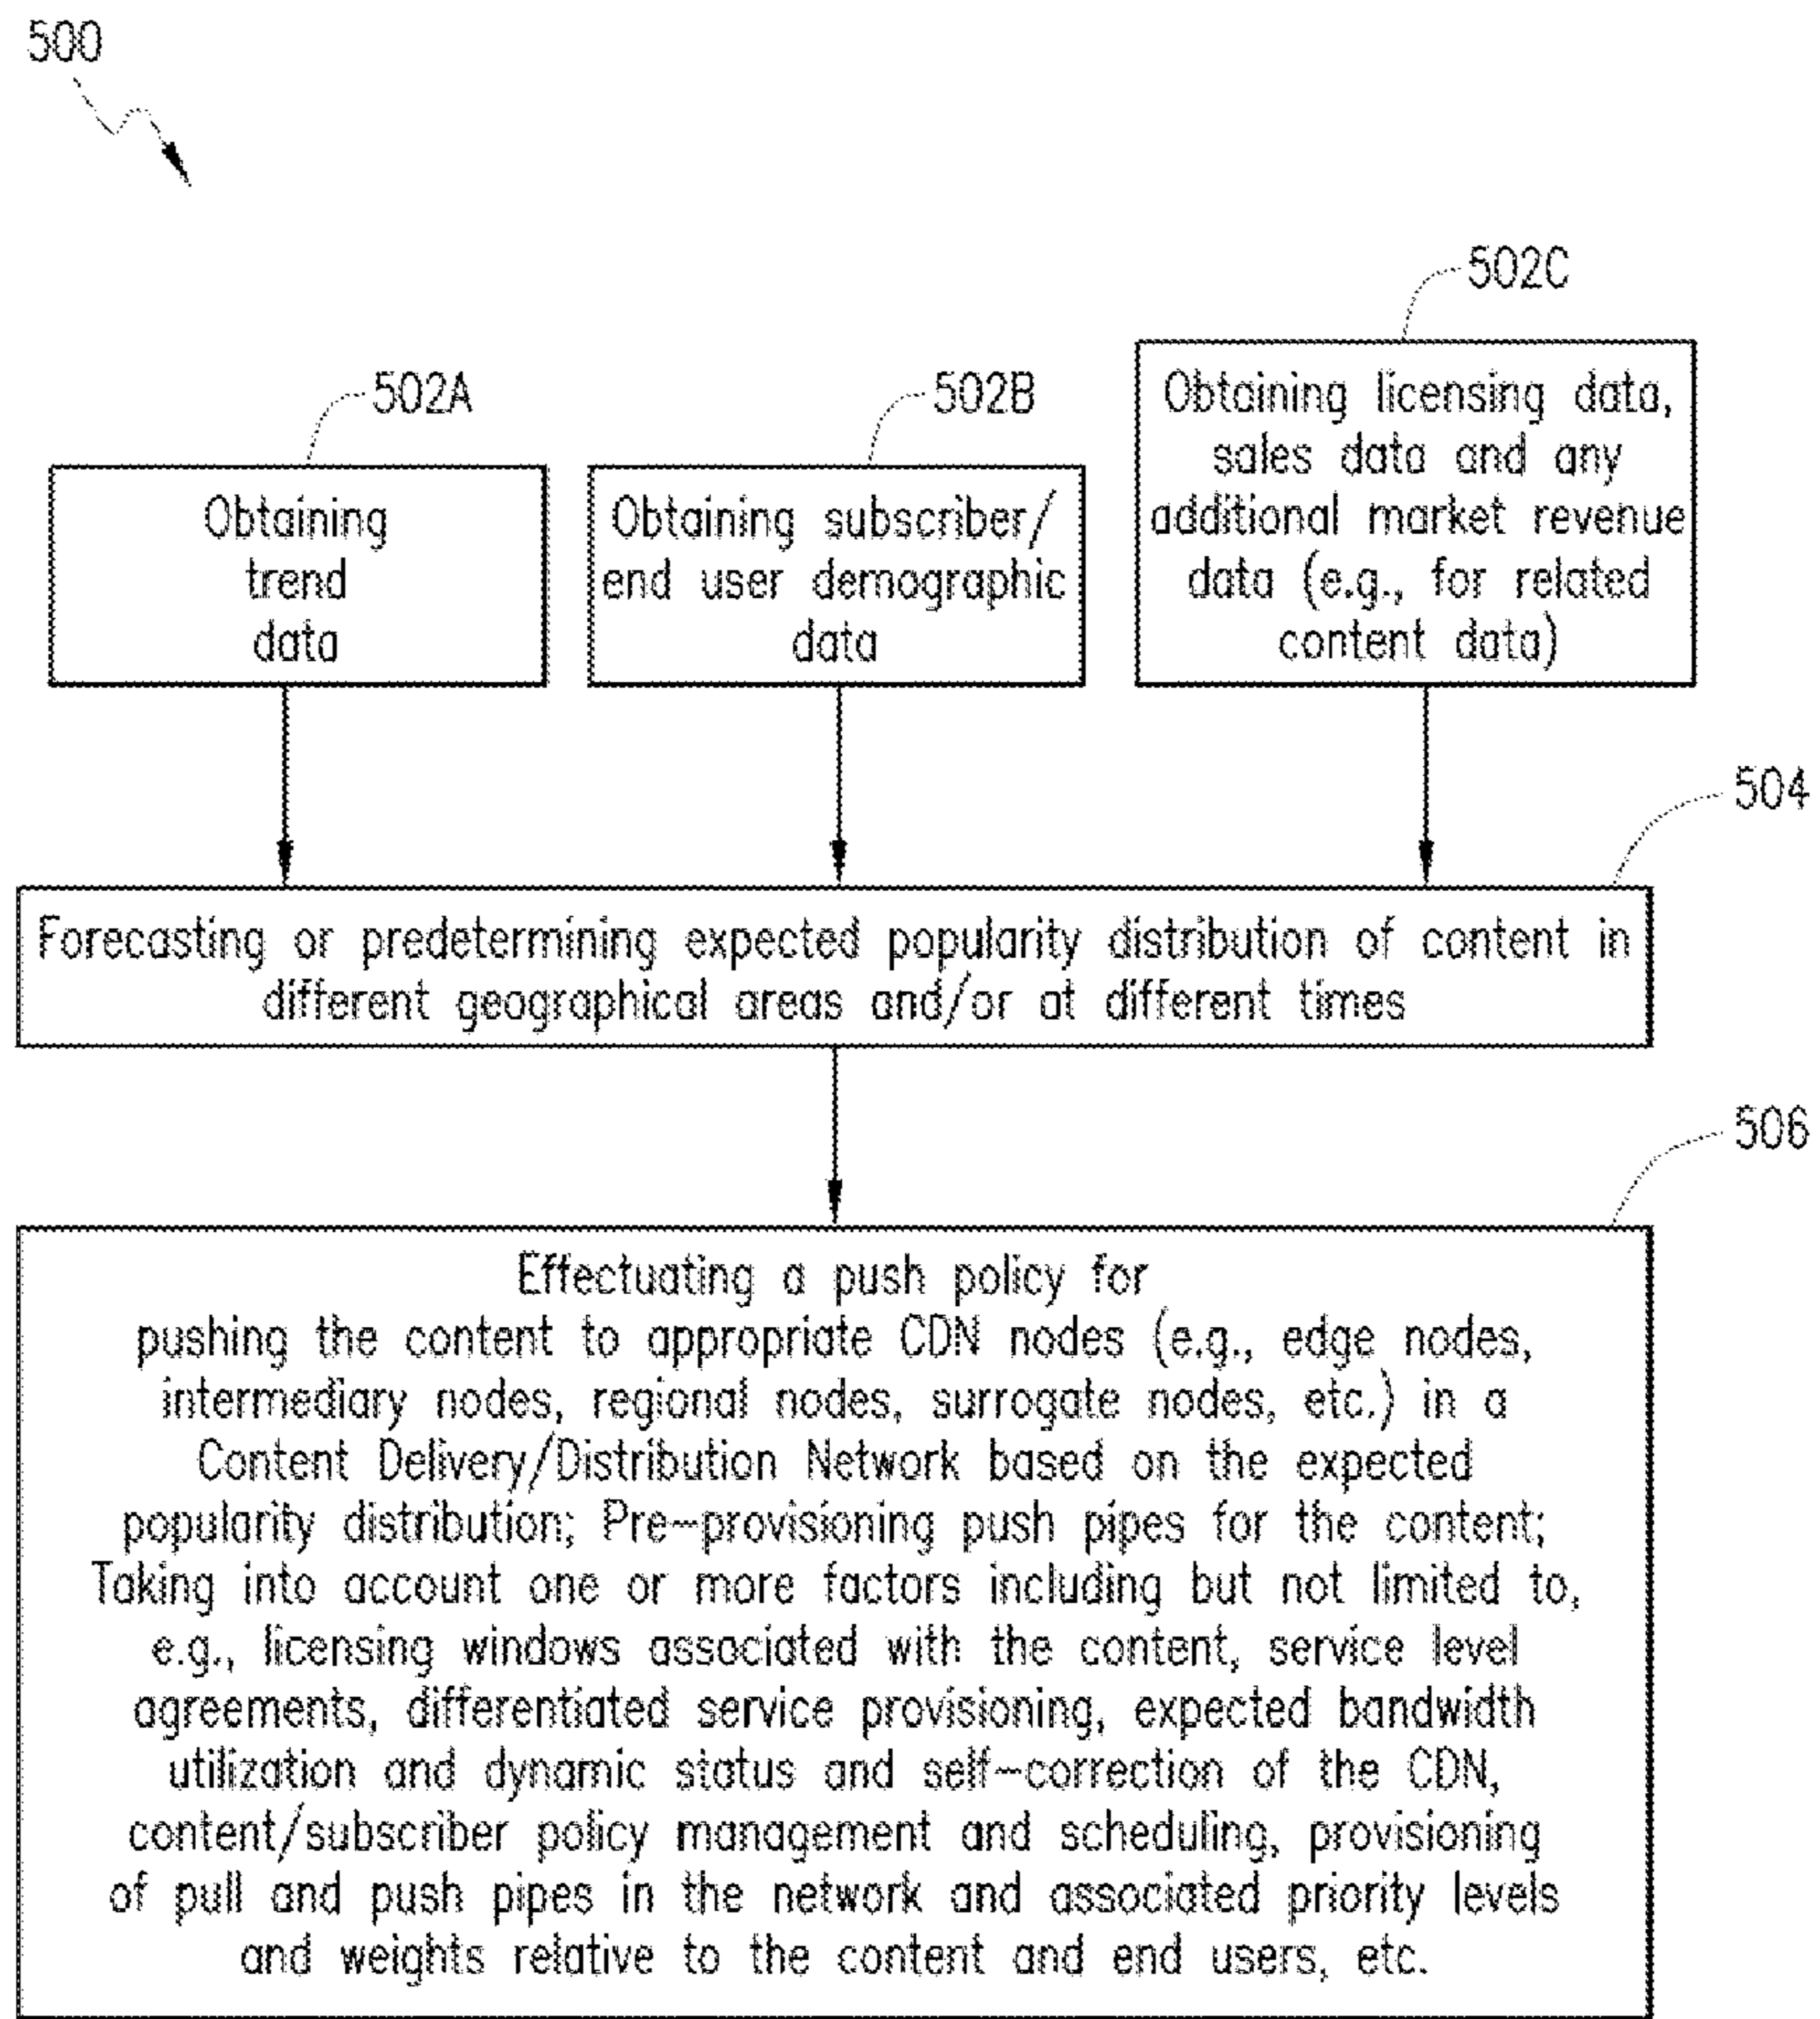 500
502C
Obtaining licensing data,
sales data and any
additional market revenue
data (e.g., for related
content data)
502A
Obtaining
trend
data
502B
Obtaining subscriber/
end user demographic
data
504
Forecasting or predetermining expected popularity distribution of content in
different geographical areas and/or at different times
506
Effectuating a push policy for
pushing the content to appropriate CDN nodes (e.g., edge nodes,
intermediary nodes, regional nodes, surrogate nodes, etc.) in a
Content Delivery/Distribution Network based on the expected
popularity distribution; Pre-provisioning push pipes for the content;
Taking into account one or more factors including but not limited to,
e.g., licensing windows associated with the content, service level
agreements, differentiated service provisioning, expected bandwidth
utilization and dynamic status and self-correction of the CDN,
content/subscriber policy management and scheduling, provisioning
of pull and push pipes in the network and associated priority levels
and weights relative to the content and end users, etc.